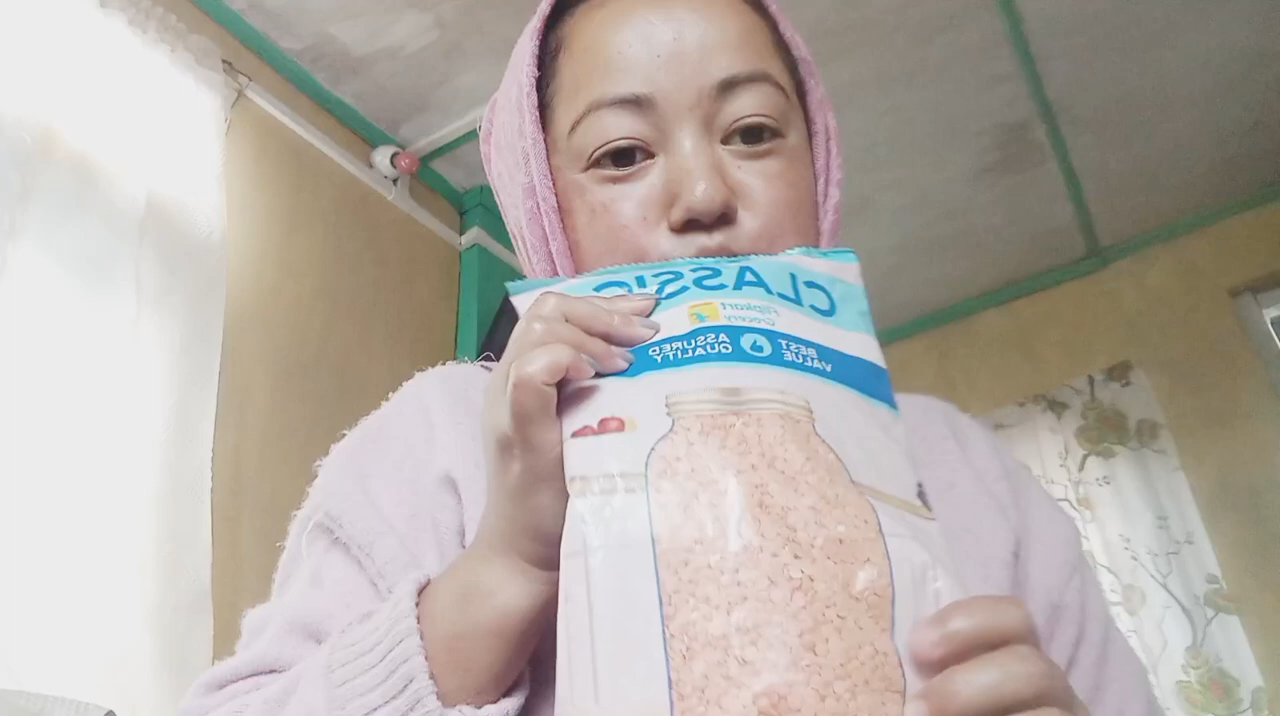 CLASSIC
Flipkart
Grocery
BEST
VALUE
ASSURED
QUALITY